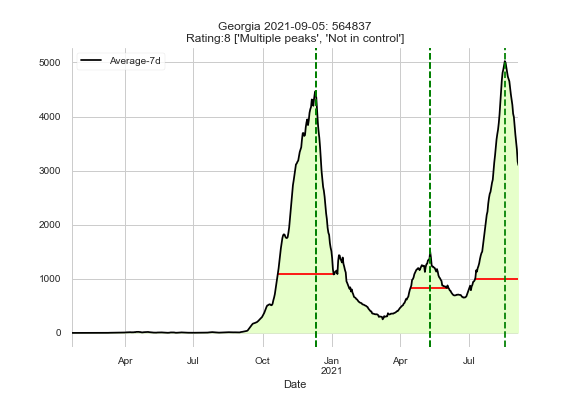 Georgia 2021-09-05: 564837
Rating:8 ['Multiple peaks', 'Not in control']
Average-7d
5000
4000
3000
2000
1000
0
Apr
Jul
Oct
Jan
2021
Apr
Jul
Date